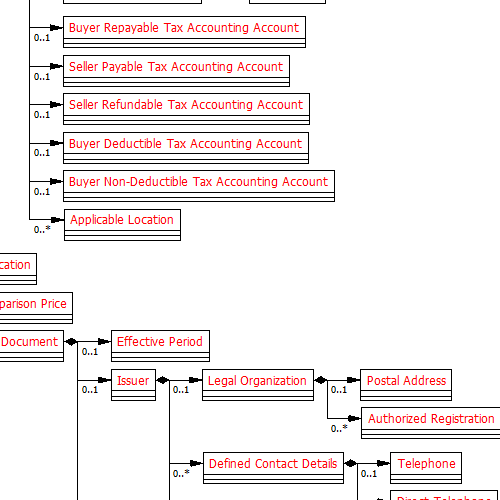 Buyer Repayable Tax Accounting Account
0..1
Seller Payable Tax Accounting Account
0..1
Seller Refundable Tax Accounting Account
0..1
Buyer Deductible Tax Accounting Account
0..1
Buyer Non-Deductible Tax Accounting Account
0..1
Applicable Location
0..*
cation
parison Price
Document
0..1
Effective Period
0..1
Issuer
0..1
Legal Organization
0..1
Postal Address
0..*
Authorized Registration
0..*
Defined Contact Details
0..1
Telephone
Direct Telephone